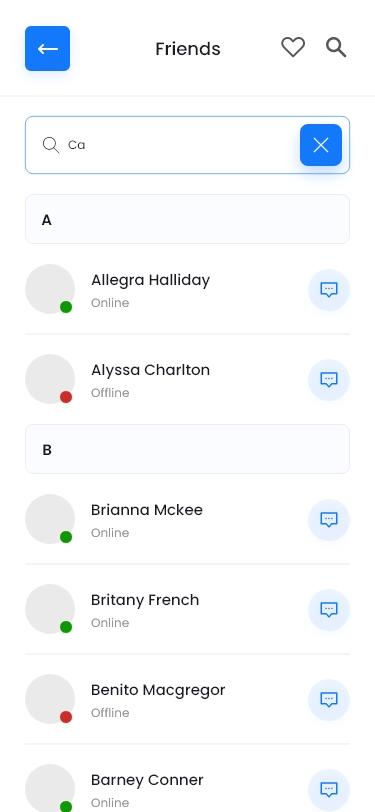 Friends
Ca
A
Allegra Halliday
Online
Alyssa Charlton
Offline
B
Brianna Mckee
Online
Britany French
Online
Benito Macgregor
Offline
Barney Conner
Online